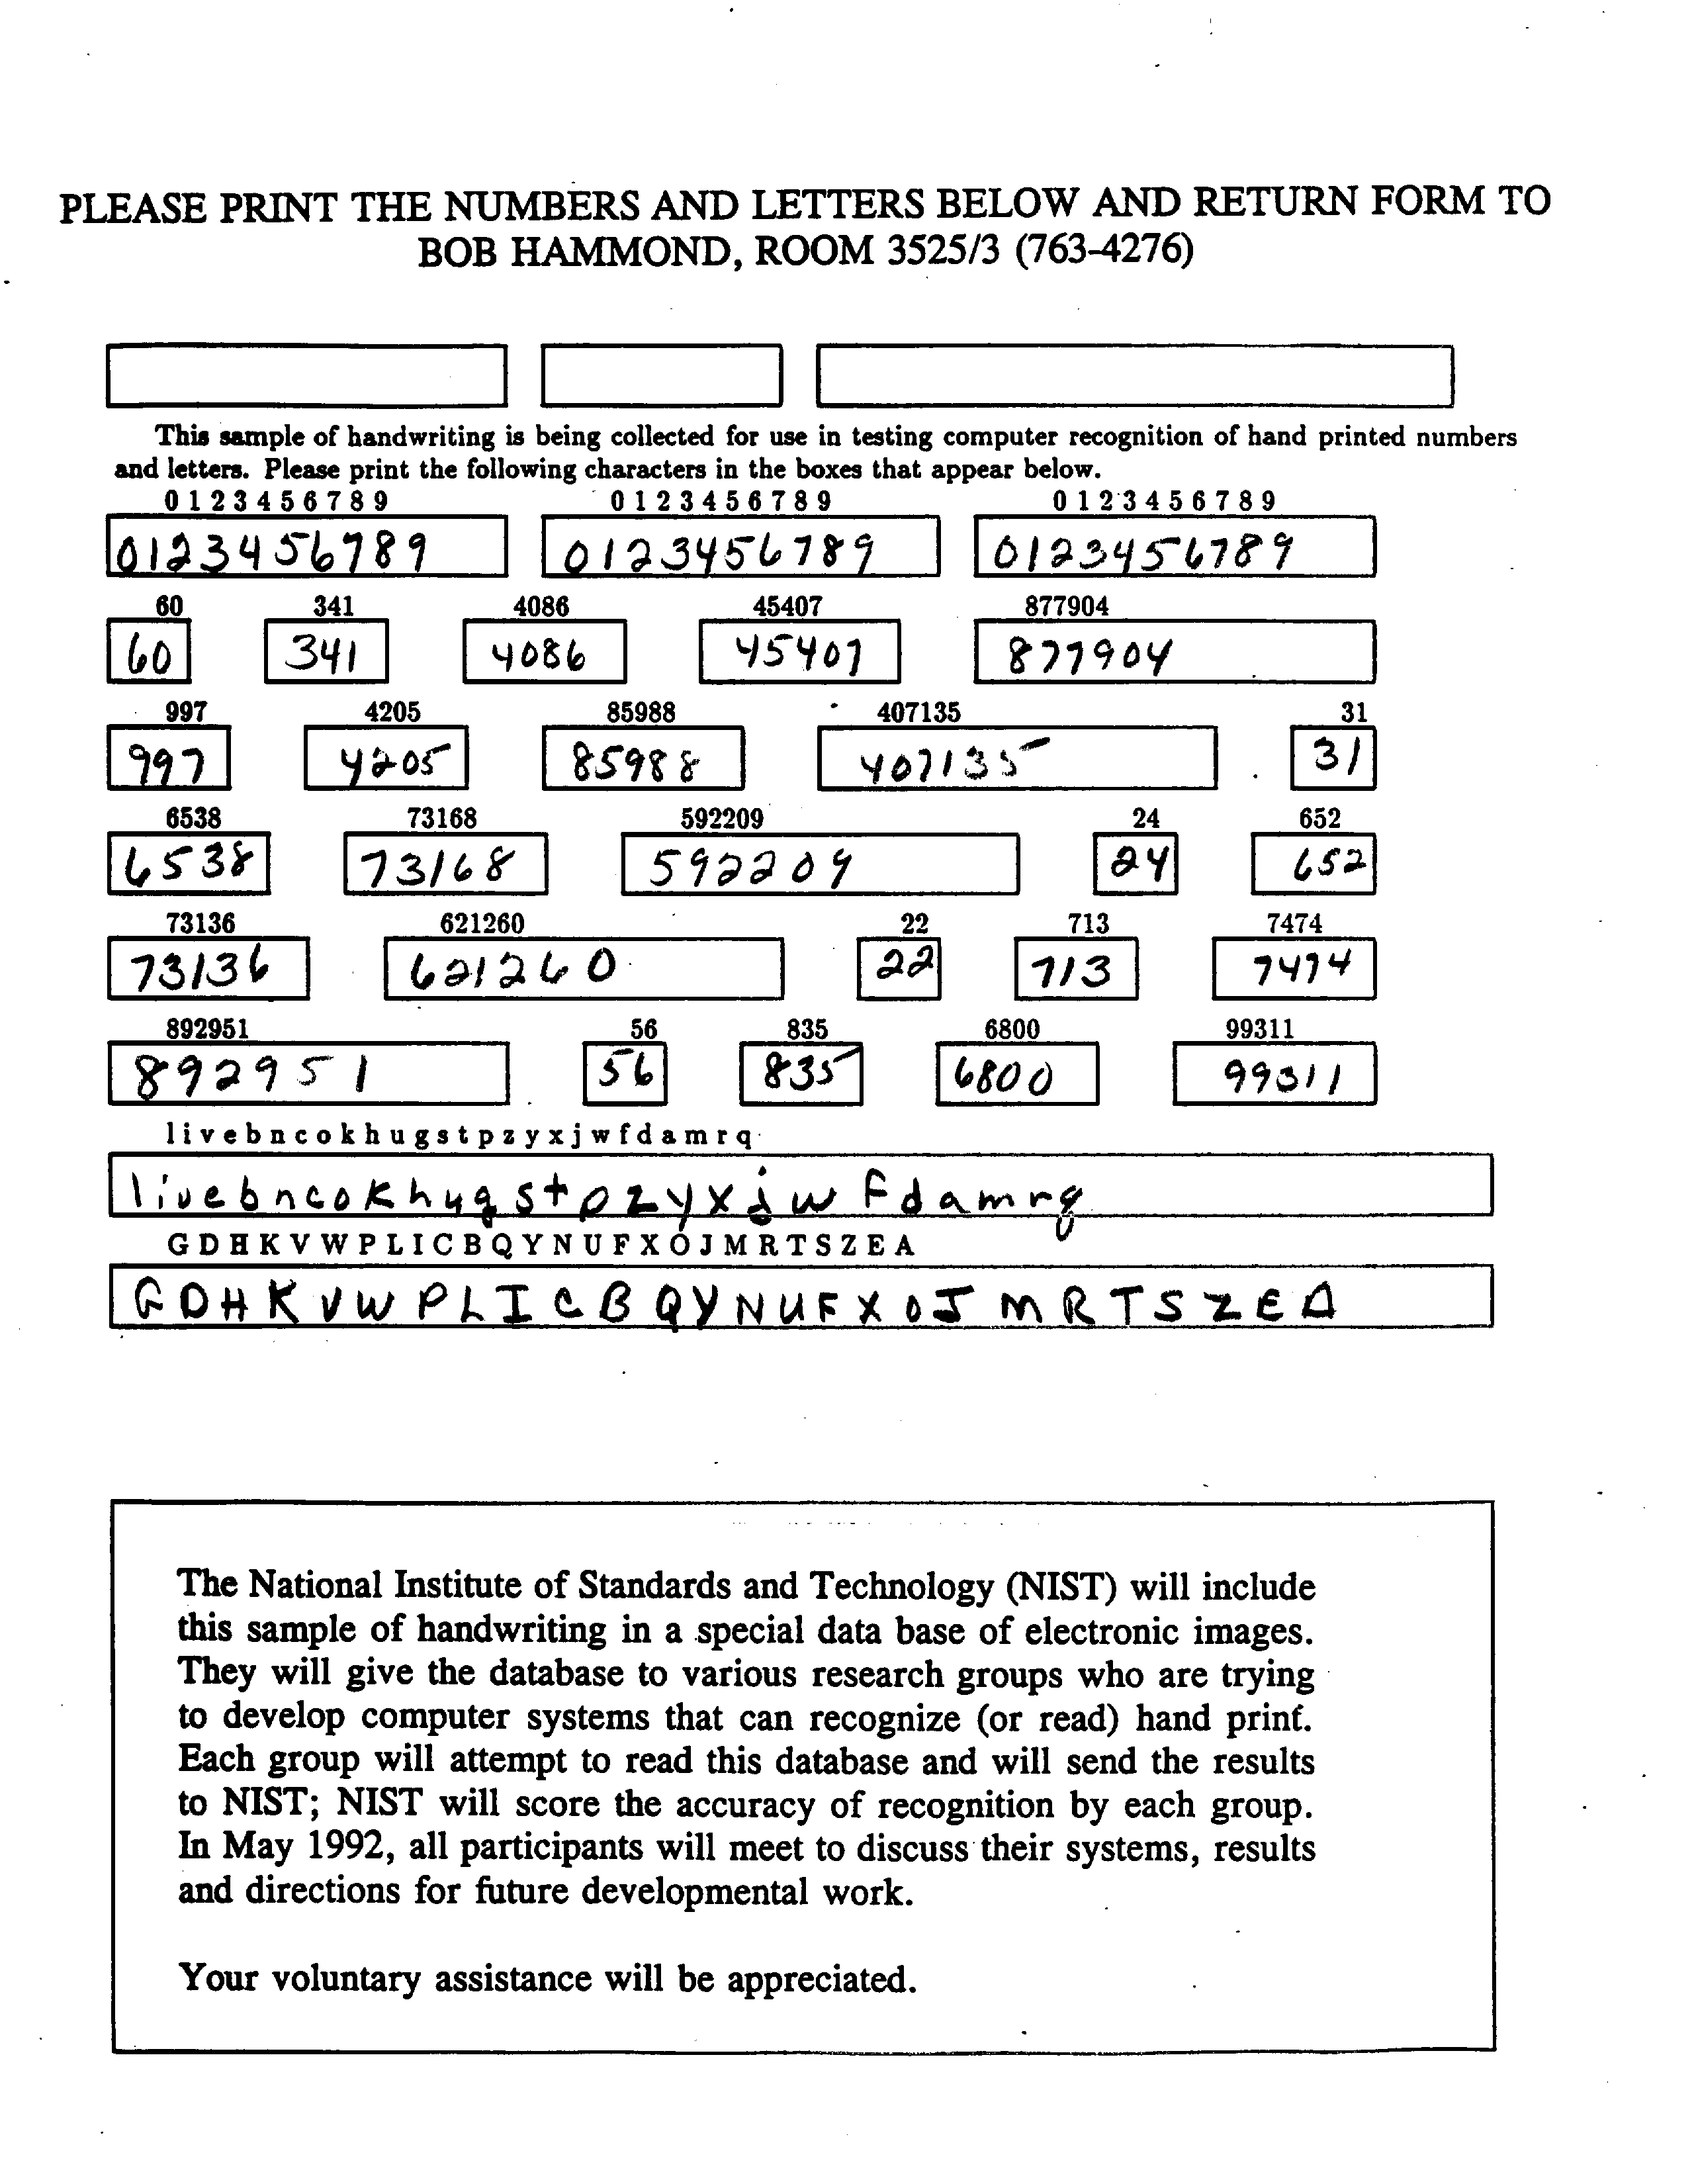 PLEASE PRINT THE NUMBERS AND LETTERS BELOW AND RETURN FORM TO
BOB HAMMOND, ROOM 3525/3 (763-4276)
This sample of handwriting is being collected for use in testing computer recognition of hand printed numbers
and letters. Please print the following characters in the boxes that appear below.
0 1 2 3 4 5 6 7 8 9 0 1 2 3 4 5 6 7 8 9 0 1 2 3 4 5 6 7 8 9
0123456789 0123456789 0123456789
60 341 4086 45407 877904
60 341 4086 45407 877904
997 4205 85988 407135 31
997 4205 85988 407135 31
6538 73168 592209 24 652
6538 73168 592209 24 652
73136 621260 22 713 7474
73136 621260 22 713 7474
892951 56 835 6800 99311
892951 56 835 6800 99311
l i v e b n c o k h u g s t p z y x j w f d a m r q
l i v e b n c o k h u g s t p z y x j w f d a m r q
G D H K V W P L I C B Q Y N U F X O J M R T S Z E A
G D H K V W P L I C B Q Y N U F X O J M R T S Z E A
The National Institute of Standards and Technology (NIST) will include
this sample of handwriting in a special data base of electronic images.
They will give the database to various research groups who are trying
to develop computer systems that can recognize (or read) hand print.
Each group will attempt to read this database and will send the results
to NIST; NIST will score the accuracy of recognition by each group.
In May 1992, all participants will meet to discuss their systems, results
and directions for future developmental work.
Your voluntary assistance will be appreciated.